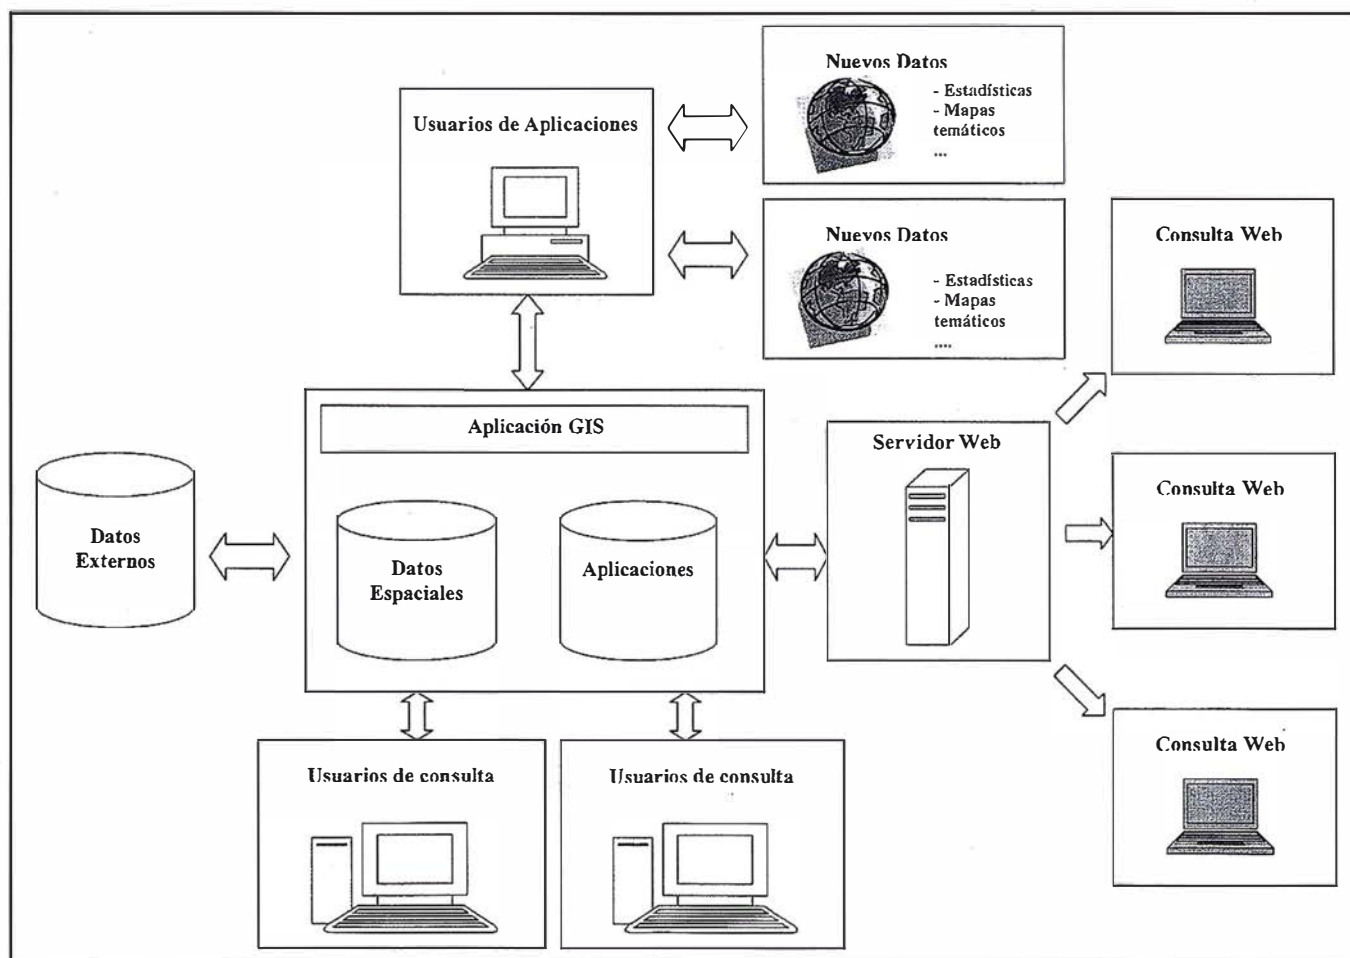 Nuevos Datos
- Estadísticas
- Mapas
temáticos
...
Usuarios de Aplicaciones
Nuevos Datos
- Estadísticas
- Mapas
temáticos
....
Consulta Web
Aplicación GIS
Servidor Web
Consulta Web
Datos
Externos
Datos
Espaciales
Aplicaciones
Usuarios de consulta
Usuarios de consulta
Consulta Web